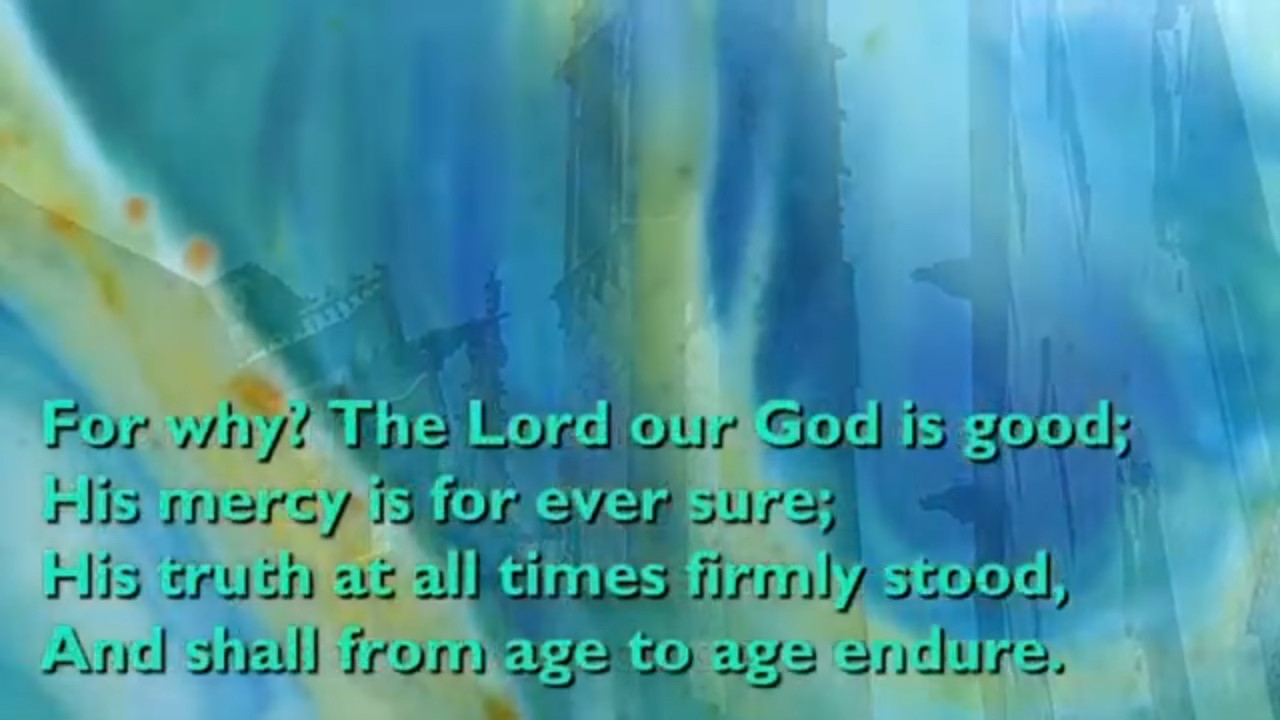 For why? The Lord our God is good;
His mercy is for ever sure;
His truth at all times firmly stood,
And shall from age to age endure.